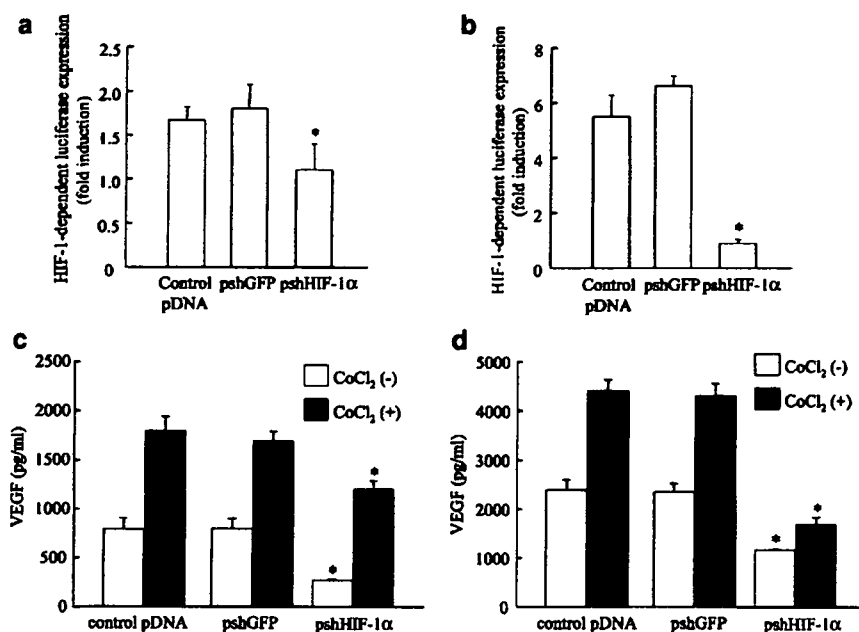 a
HIF-1-dependent luciferase expression
(fold induction)
2.5
2.0
1.5
1.0
0.5
0.0
*
Control
pDNA
pshGFP
pshHIF-1α
b
HIF-1-dependent luciferase expression
(fold induction)
8
6
4
2
0
*
Control
pDNA
pshGFP
pshHIF-1α
c
VEGF (pg/ml)
2500
2000
1500
1000
500
0
CoCl₂ (-)
CoCl₂ (+)
*
*
control pDNA
pshGFP
pshHIF-1α
d
VEGF (pg/ml)
5000
4000
3000
2000
1000
0
CoCl₂ (-)
CoCl₂ (+)
*
*
control pDNA
pshGFP
pshHIF-1α